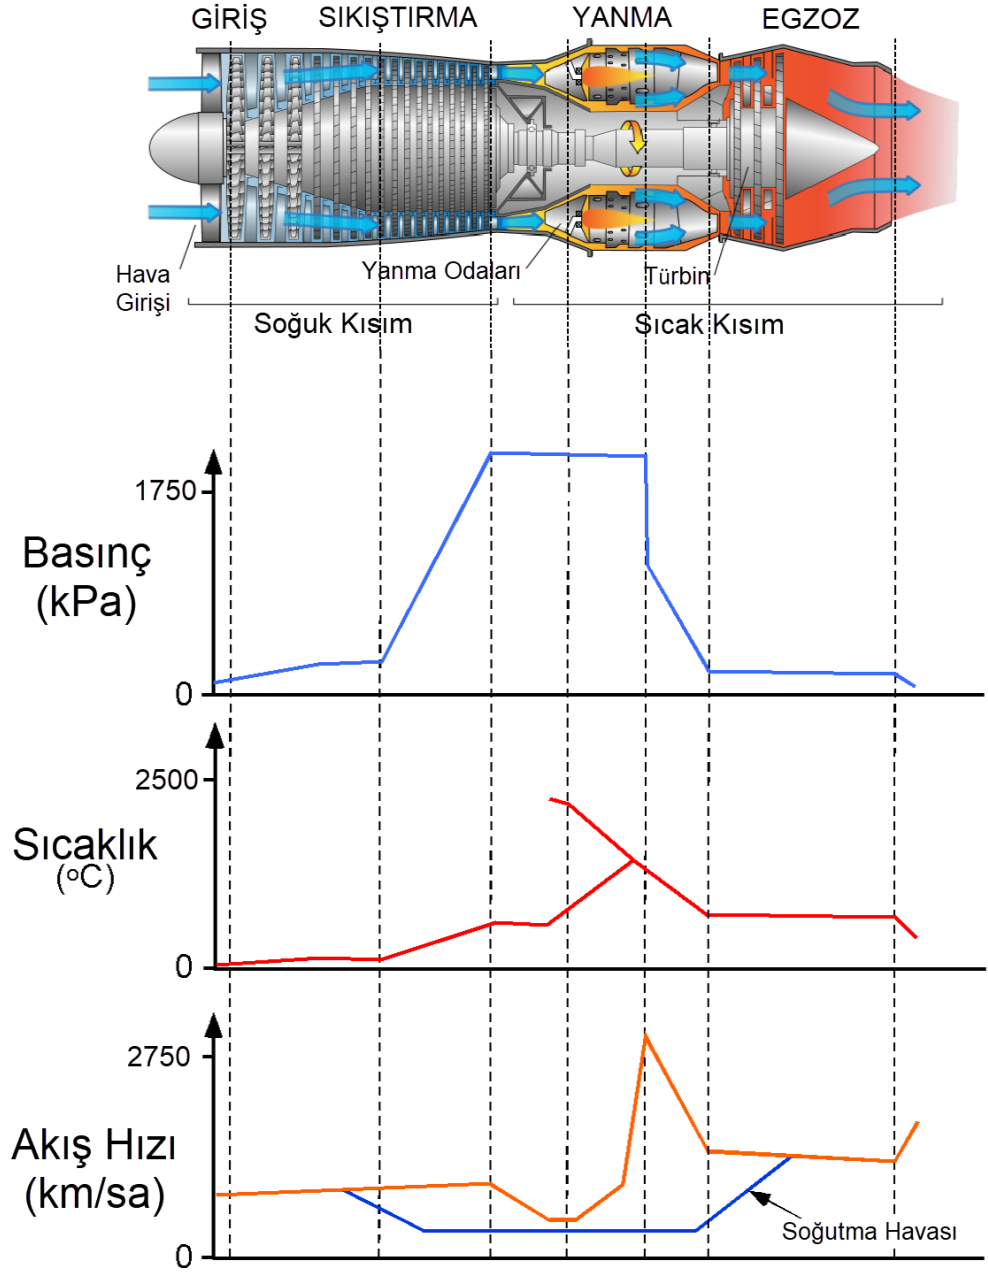 GİRİŞ SIKIŞTIRMA YANMA EGZOZ
Hava
Girişi
Yanma Odaları
Türbin
Soğuk Kısım
Sıcak Kısım
1750
Basınç
(kPa)
0
2500
Sıcaklık
(oC)
0
2750
Akış Hızı
(km/sa)
Soğutma Havası
0